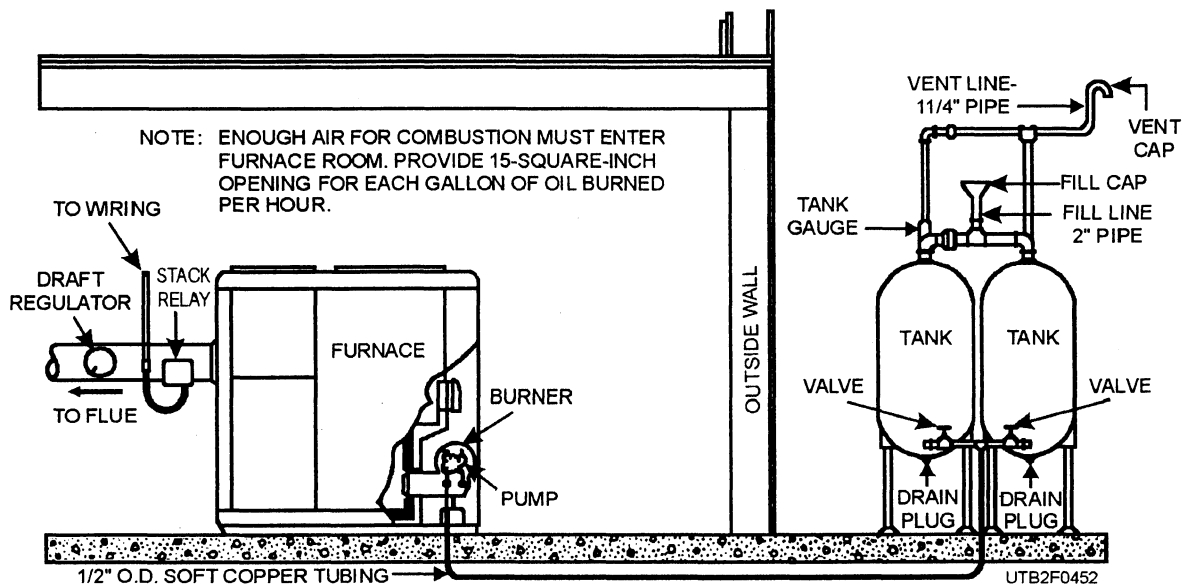 NOTE: ENOUGH AIR FOR COMBUSTION MUST ENTER
FURNACE ROOM. PROVIDE 15-SQUARE-INCH
OPENING FOR EACH GALLON OF OIL BURNED
PER HOUR.
VENT LINE-
11/4" PIPE
VENT
CAP
FILL CAP
FILL LINE
2" PIPE
TANK
GAUGE
TO WIRING
DRAFT
REGULATOR
STACK
RELAY
TO FLUE
FURNACE
BURNER
PUMP
OUTSIDE WALL
TANK
TANK
VALVE
VALVE
DRAIN
PLUG
DRAIN
PLUG
1/2" O.D. SOFT COPPER TUBING
UTB2F0452